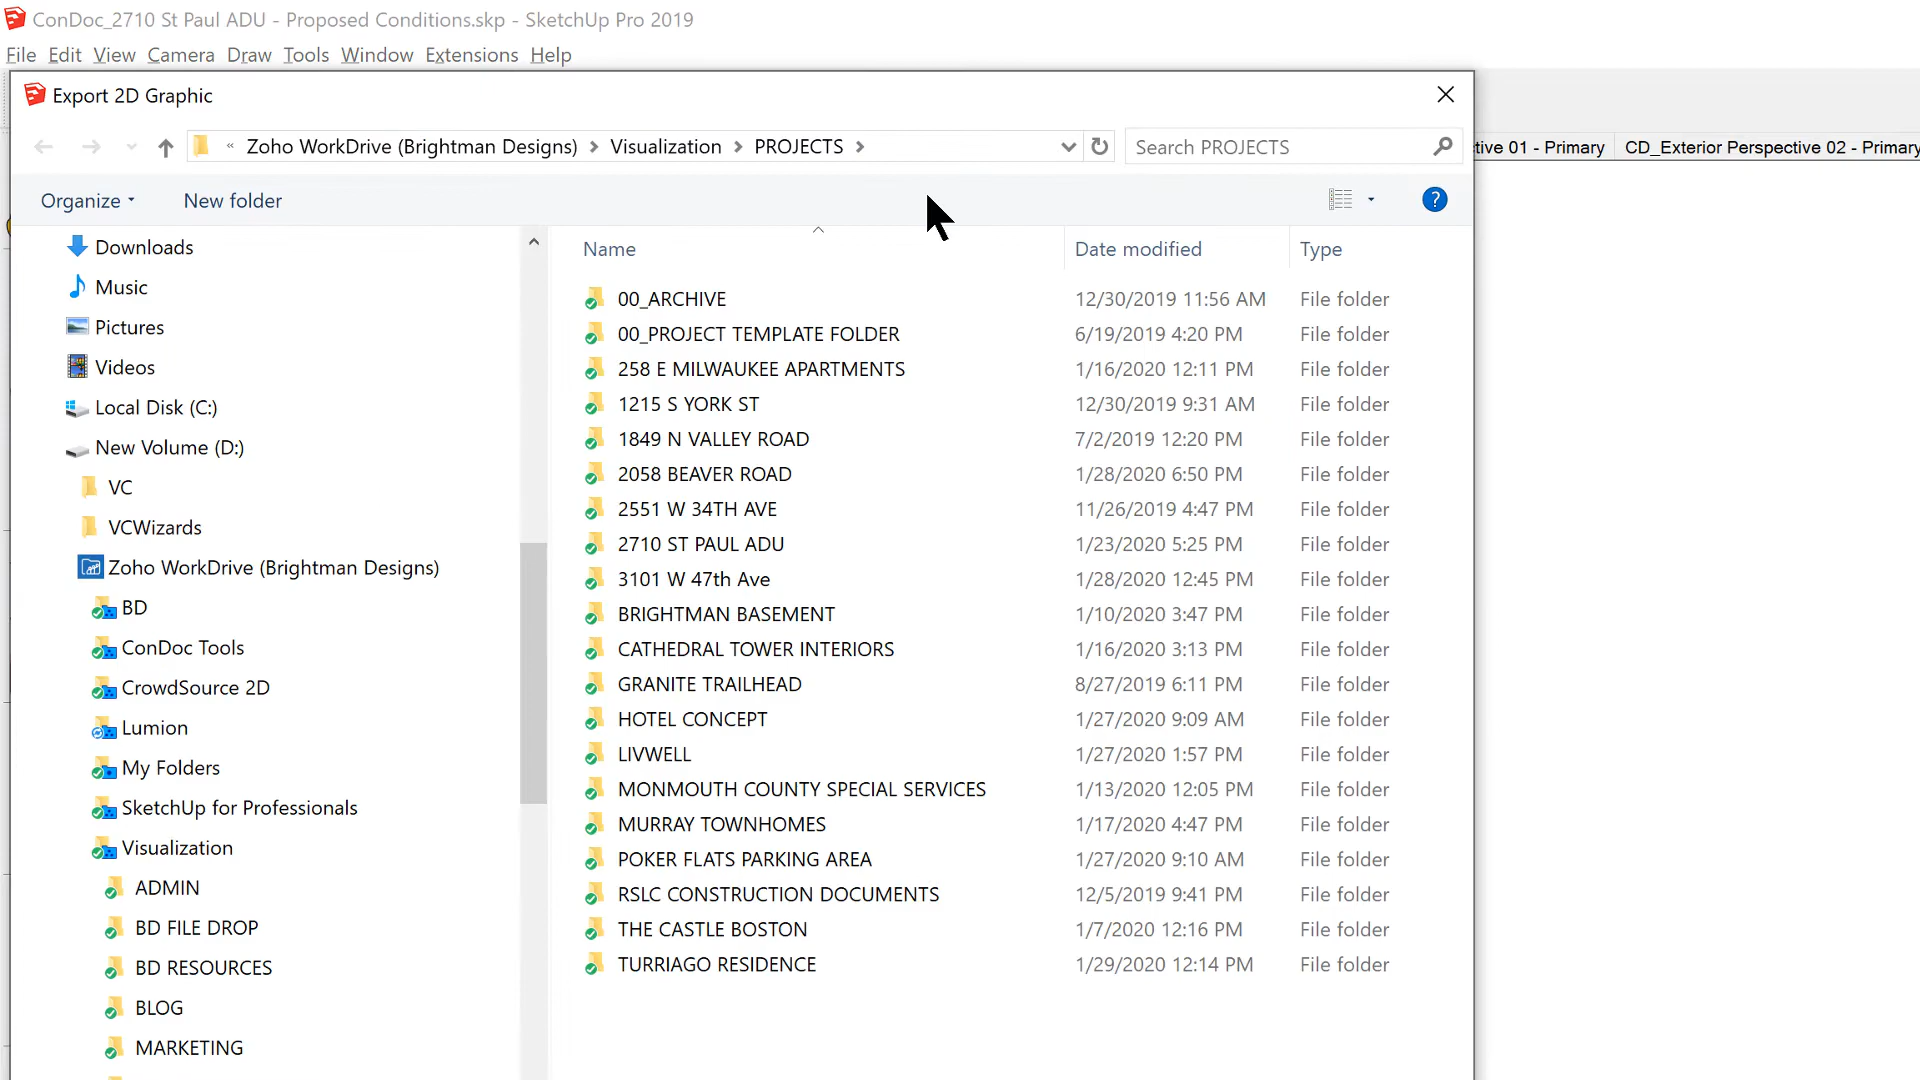 ConDoc_2710 St Paul ADU - Proposed Conditions.skp - SketchUp Pro 2019
File Edit View Camera Draw Tools Window Extensions Help
Export 2D Graphic
« Zoho WorkDrive (Brightman Designs) > Visualization > PROJECTS >
Search PROJECTS
tive 01 - Primary
CD_Exterior Perspective 02 - Primary
Organize
New folder
?
Downloads
Music
Pictures
Videos
Local Disk (C:)
New Volume (D:)
VC
VCWizards
Zoho WorkDrive (Brightman Designs)
BD
ConDoc Tools
CrowdSource 2D
Lumion
My Folders
SketchUp for Professionals
Visualization
ADMIN
BD FILE DROP
BD RESOURCES
BLOG
MARKETING
Name Date modified Type
00_ARCHIVE 12/30/2019 11:56 AM File folder
00_PROJECT TEMPLATE FOLDER 6/19/2019 4:20 PM File folder
258 E MILWAUKEE APARTMENTS 1/16/2020 12:11 PM File folder
1215 S YORK ST 12/30/2019 9:31 AM File folder
1849 N VALLEY ROAD 7/2/2019 12:20 PM File folder
2058 BEAVER ROAD 1/28/2020 6:50 PM File folder
2551 W 34TH AVE 11/26/2019 4:47 PM File folder
2710 ST PAUL ADU 1/23/2020 5:25 PM File folder
3101 W 47th Ave 1/28/2020 12:45 PM File folder
BRIGHTMAN BASEMENT 1/10/2020 3:47 PM File folder
CATHEDRAL TOWER INTERIORS 1/16/2020 3:13 PM File folder
GRANITE TRAILHEAD 8/27/2019 6:11 PM File folder
HOTEL CONCEPT 1/27/2020 9:09 AM File folder
LIVWELL 1/27/2020 1:57 PM File folder
MONMOUTH COUNTY SPECIAL SERVICES 1/13/2020 12:05 PM File folder
MURRAY TOWNHOMES 1/17/2020 4:47 PM File folder
POKER FLATS PARKING AREA 1/27/2020 9:10 AM File folder
RSLC CONSTRUCTION DOCUMENTS 12/5/2019 9:41 PM File folder
THE CASTLE BOSTON 1/7/2020 12:16 PM File folder
TURRIAGO RESIDENCE 1/29/2020 12:14 PM File folder